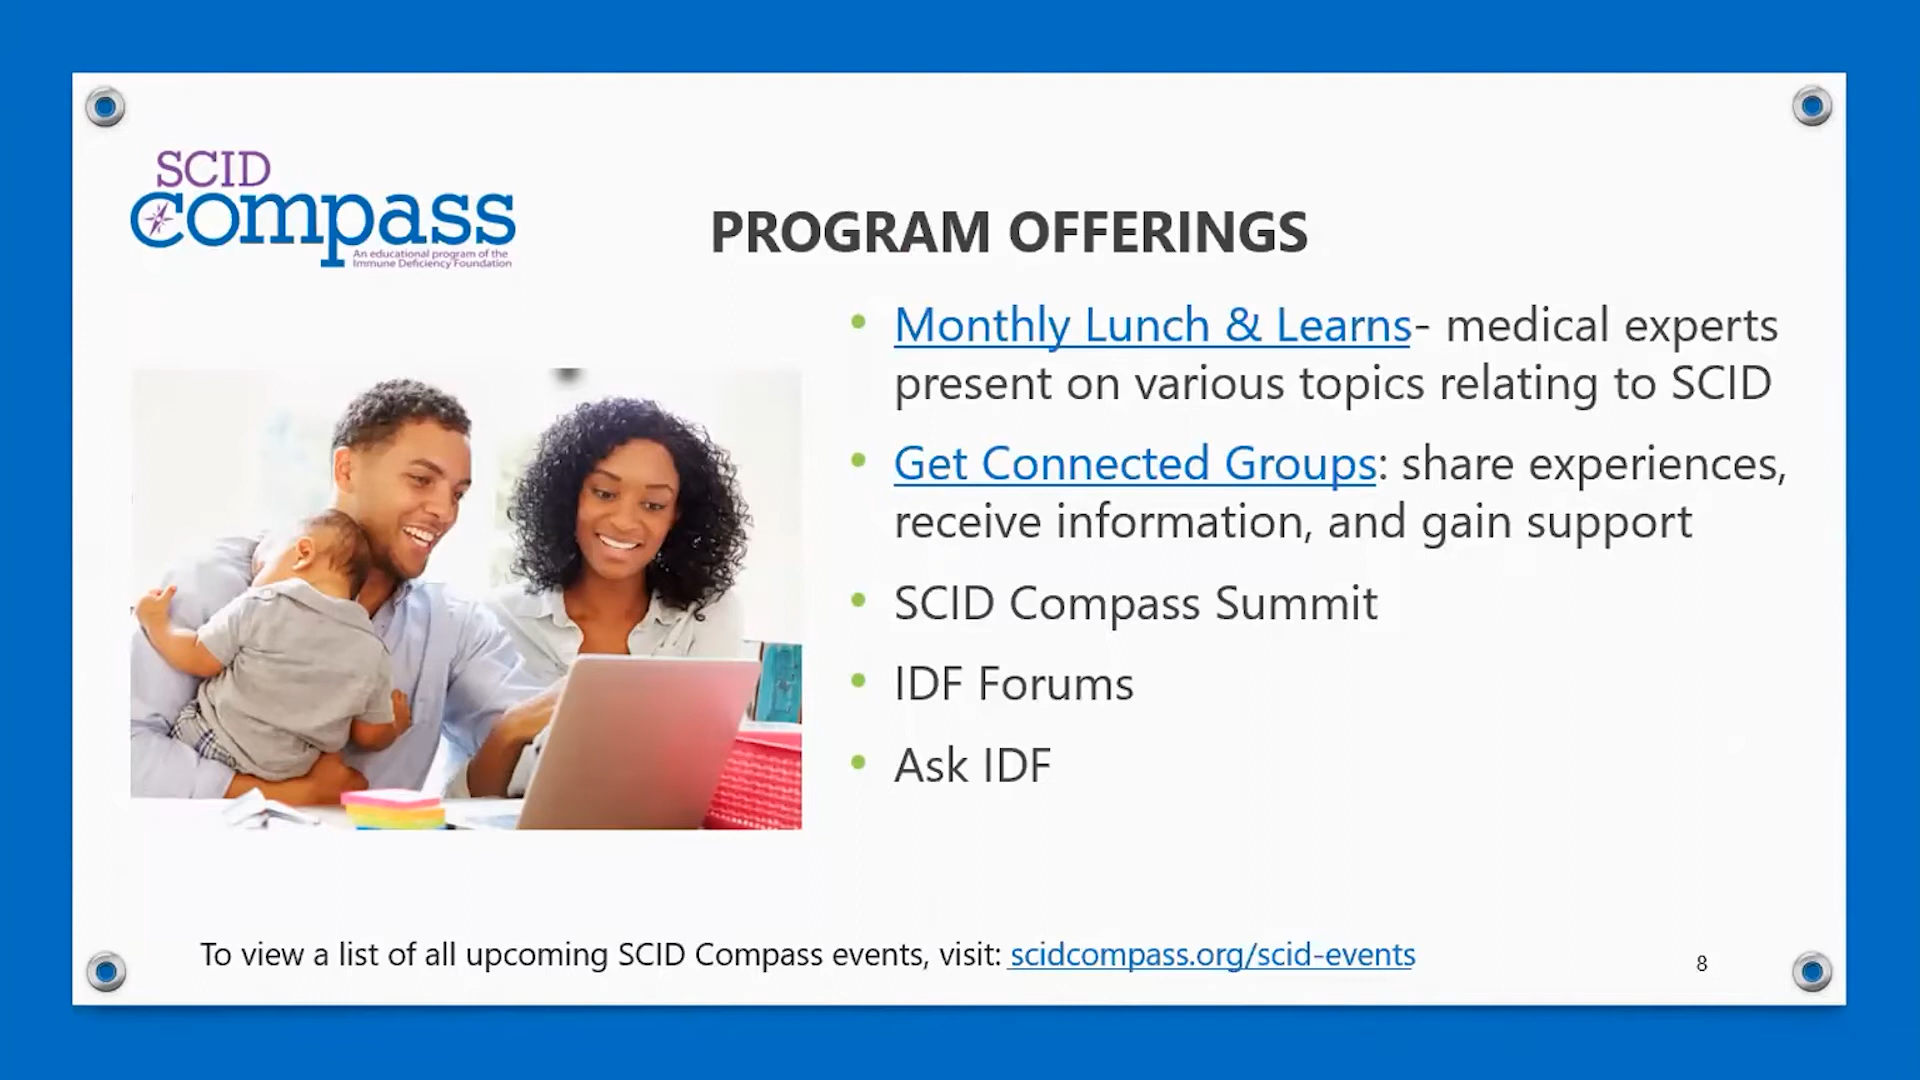 SCID
compass
An educational program of the
Immune Deficiency Foundation
PROGRAM OFFERINGS
• Monthly Lunch & Learns- medical experts
present on various topics relating to SCID
• Get Connected Groups: share experiences,
receive information, and gain support
• SCID Compass Summit
• IDF Forums
• Ask IDF
To view a list of all upcoming SCID Compass events, visit: scidcompass.org/scid-events
8